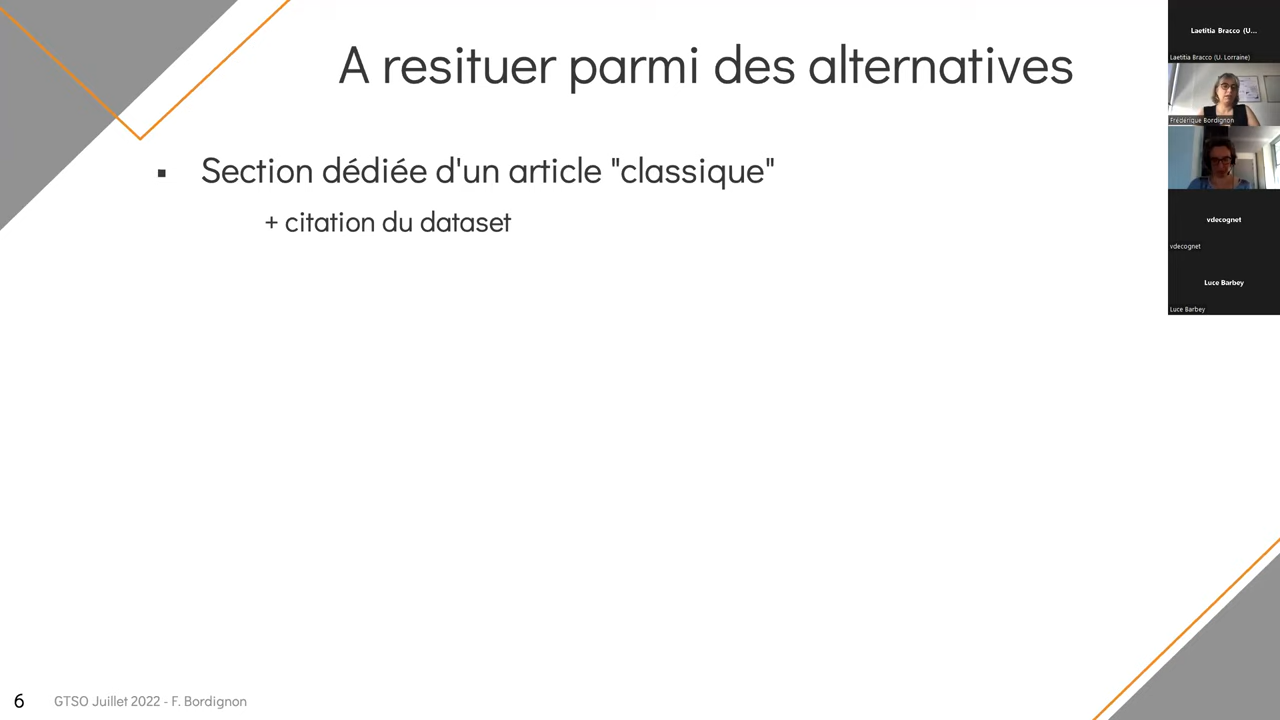 A resituer parmi des alternatives
▪ Section dédiée d'un article "classique"
+ citation du dataset
6
GTSO Juillet 2022 - F. Bordignon
Laetitia Bracco (U...
Laetitia Bracco (U. Lorraine)
Frédérique Bordignon
vdecognet
vdecognet
Luce Barbey
Luce Barbey